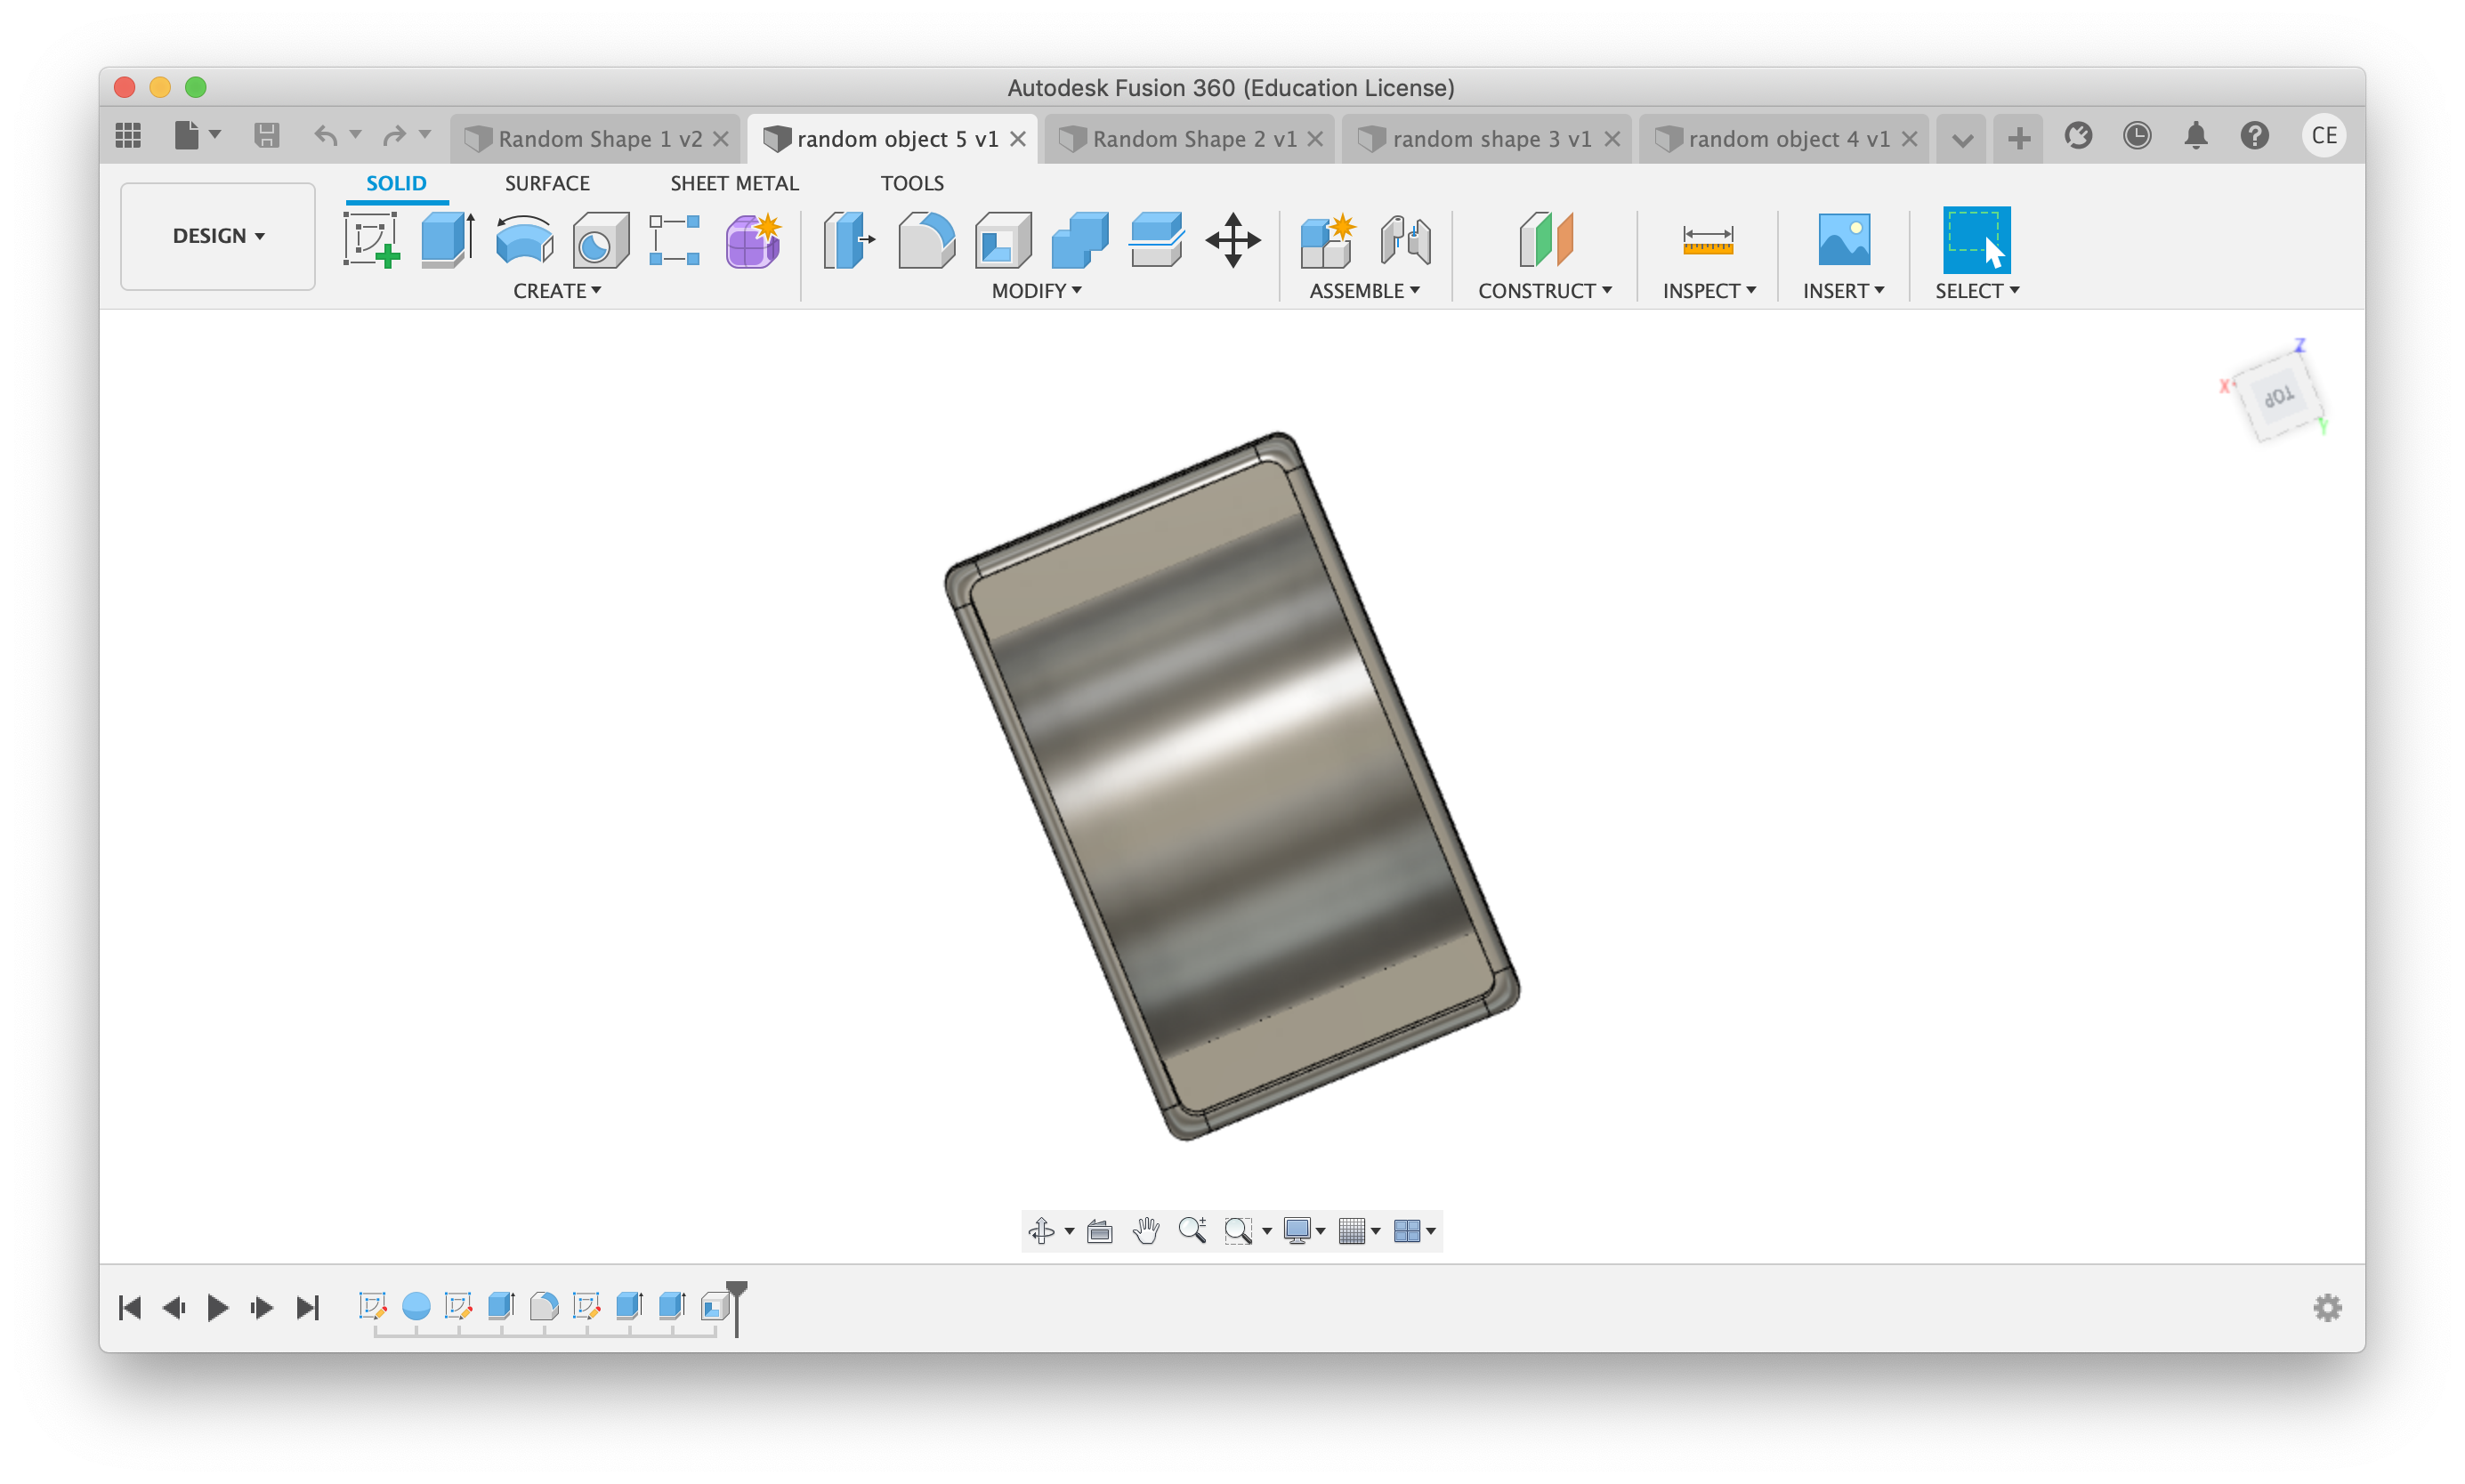 Autodesk Fusion 360 (Education License)
Random Shape 1 v2
random object 5 v1
Random Shape 2 v1
random shape 3 v1
random object 4 v1
CE
SOLID
SURFACE
SHEET METAL
TOOLS
DESIGN
CREATE
MODIFY
ASSEMBLE
CONSTRUCT
INSPECT
INSERT
SELECT
Z
X
TOP
Y